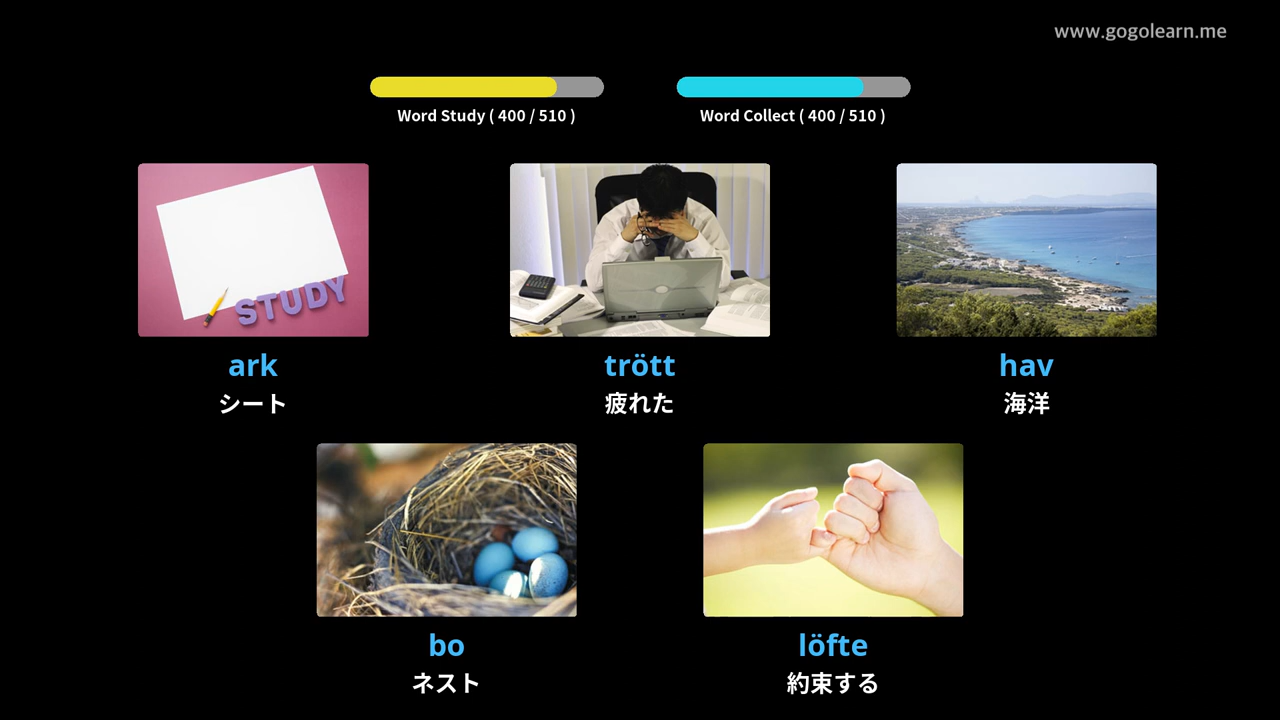 www.gogolearn.me
Word Study ( 400 / 510 )
Word Collect ( 400 / 510 )
STUDY
ark
シート
trött
疲れた
hav
海洋
bo
ネスト
löfte
約束する